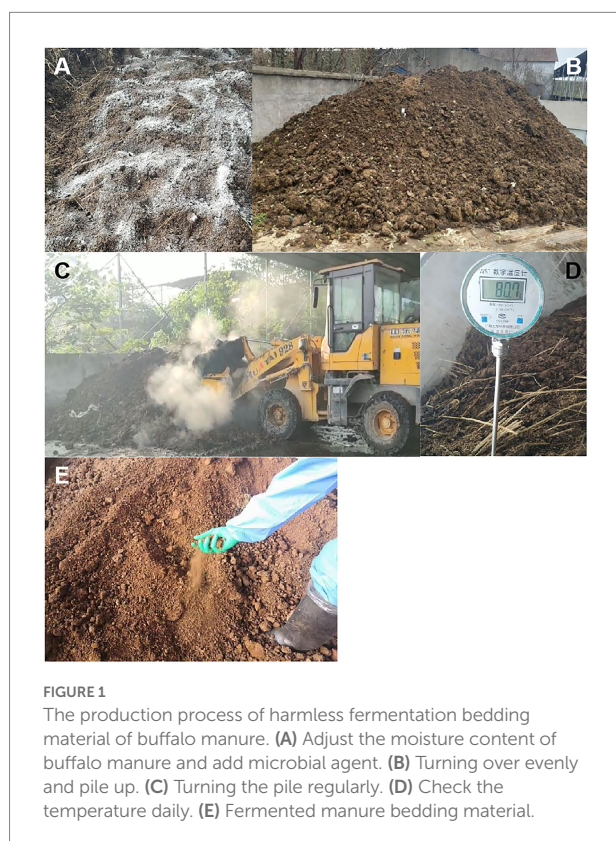 A
B
C
D
E
928
FIGURE 1
The production process of harmless fermentation bedding
material of buffalo manure. (A) Adjust the moisture content of
buffalo manure and add microbial agent. (B) Turning over evenly
and pile up. (C) Turning the pile regularly. (D) Check the
temperature daily. (E) Fermented manure bedding material.